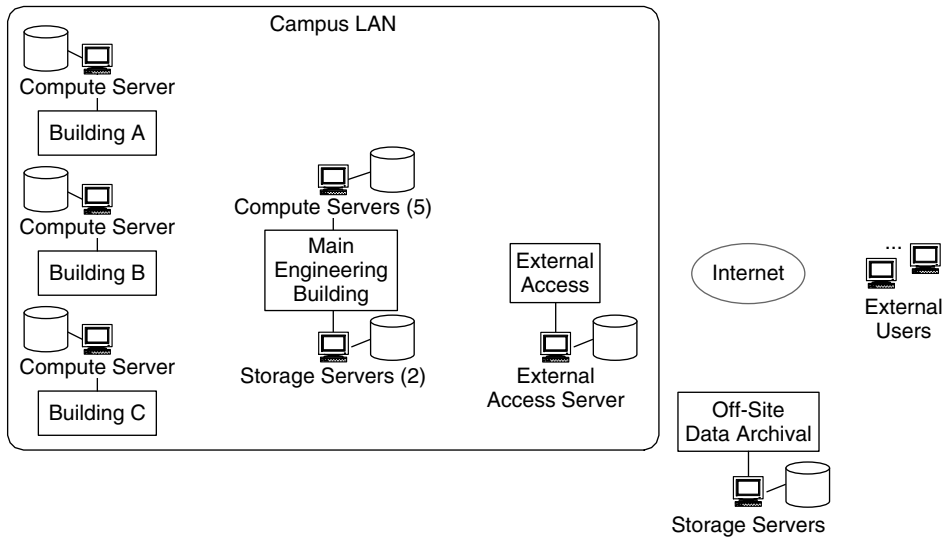 Campus LAN
Compute Server
Building A
Compute Server
Building B
Compute Server
Building C
Compute Servers (5)
Main
Engineering
Building
Storage Servers (2)
External
Access
External
Access Server
Internet
...
External
Users
Off-Site
Data Archival
Storage Servers